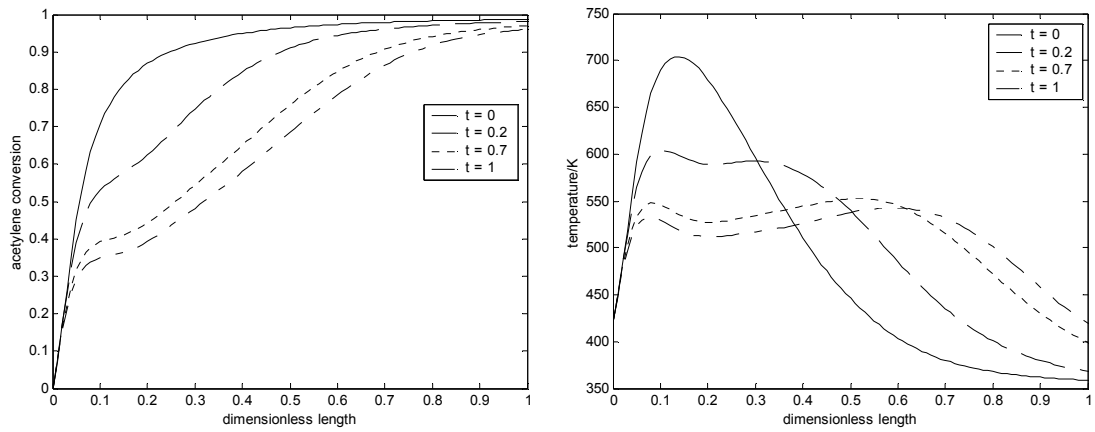 1
0.9
0.8
0.7
0.6
0.5
0.4
0.3
0.2
0.1
0
acetylene conversion
t = 0
t = 0.2
t = 0.7
t = 1
0 0.1 0.2 0.3 0.4 0.5 0.6 0.7 0.8 0.9 1
dimensionless length
750
700
650
600
550
500
450
400
350
temperature/K
t = 0
t = 0.2
t = 0.7
t = 1
0 0.1 0.2 0.3 0.4 0.5 0.6 0.7 0.8 0.9 1
dimensionless length